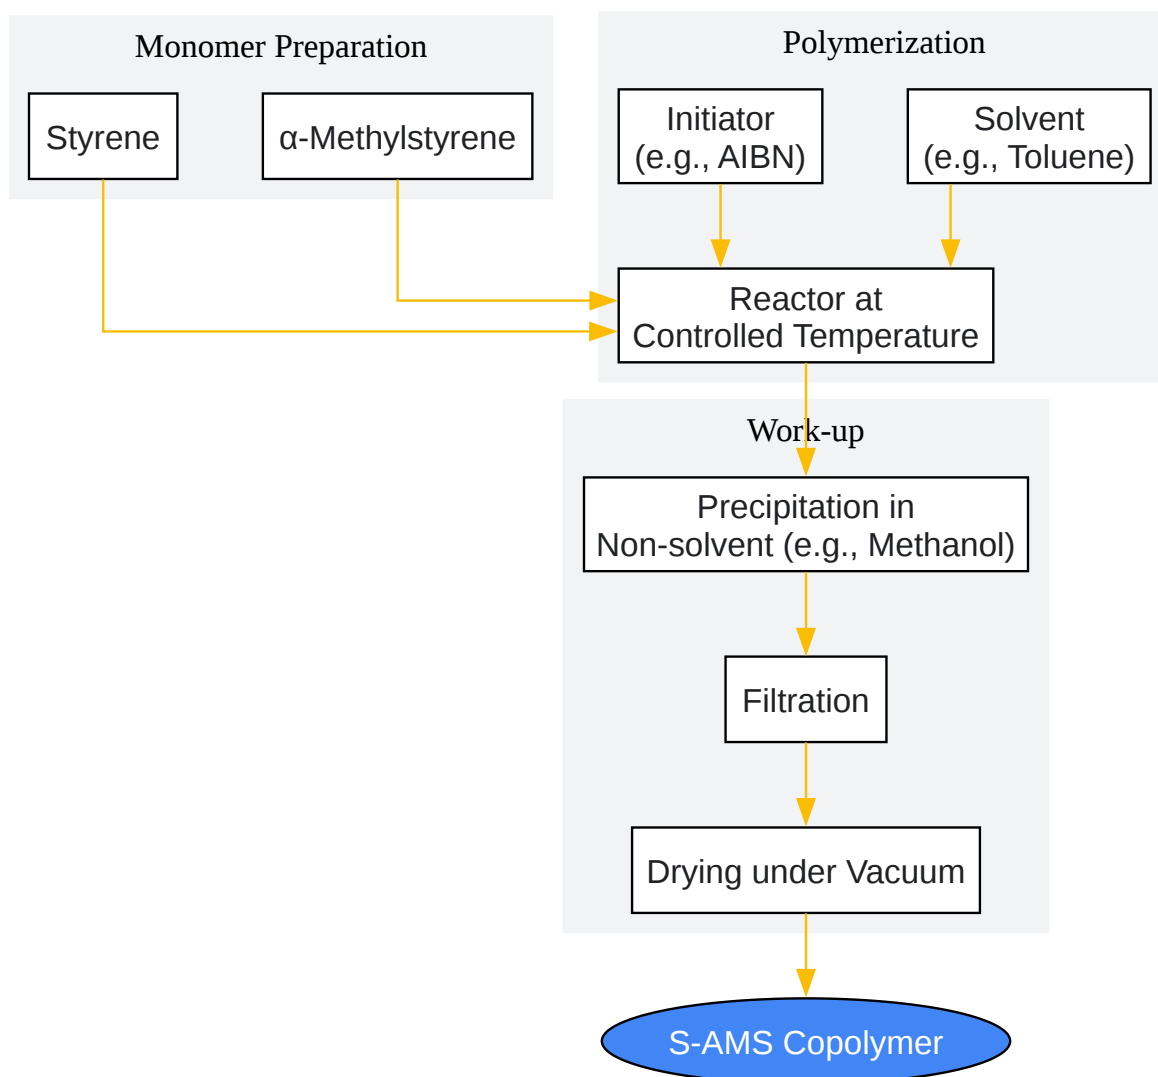 Monomer Preparation
Styrene
α-Methylstyrene
Polymerization
Initiator
(e.g., AIBN)
Solvent
(e.g., Toluene)
Reactor at
Controlled Temperature
Work-up
Precipitation in
Non-solvent (e.g., Methanol)
Filtration
Drying under Vacuum
S-AMS Copolymer